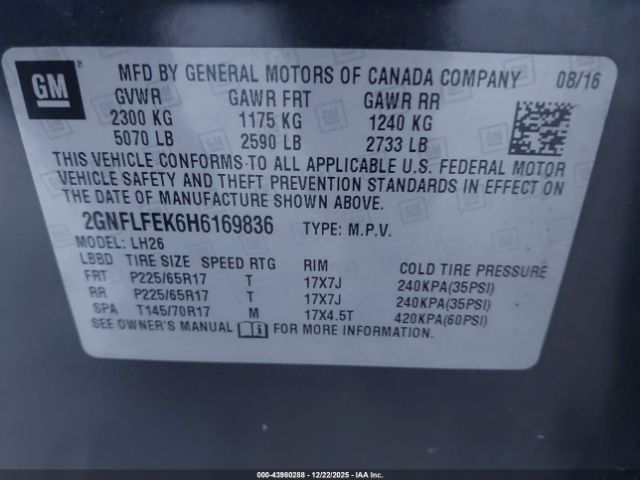 GM
MFD BY GENERAL MOTORS OF CANADA COMPANY 08/16
GVWR GAWR FRT GAWR RR
2300 KG 1175 KG 1240 KG
5070 LB 2590 LB 2733 LB
THIS VEHICLE CONFORMS TO ALL APPLICABLE U.S. FEDERAL MOTOR
VEHICLE SAFETY AND THEFT PREVENTION STANDARDS IN EFFECT ON
THE DATE OF MANUFACTURE SHOWN ABOVE.
2GNFLFEK6H6169836 TYPE: M.P.V.
MODEL: LH26
LBBD TIRE SIZE SPEED RTG RIM COLD TIRE PRESSURE
FRT P225/65R17 T 17X7J 240KPA(35PSI)
RR P225/65R17 T 17X7J 240KPA(35PSI)
SPA T145/70R17 M 17X4.5T 420KPA(60PSI)
SEE OWNER'S MANUAL FOR MORE INFORMATION.
000-43980288 - 12/22/2025 - IAAI.com